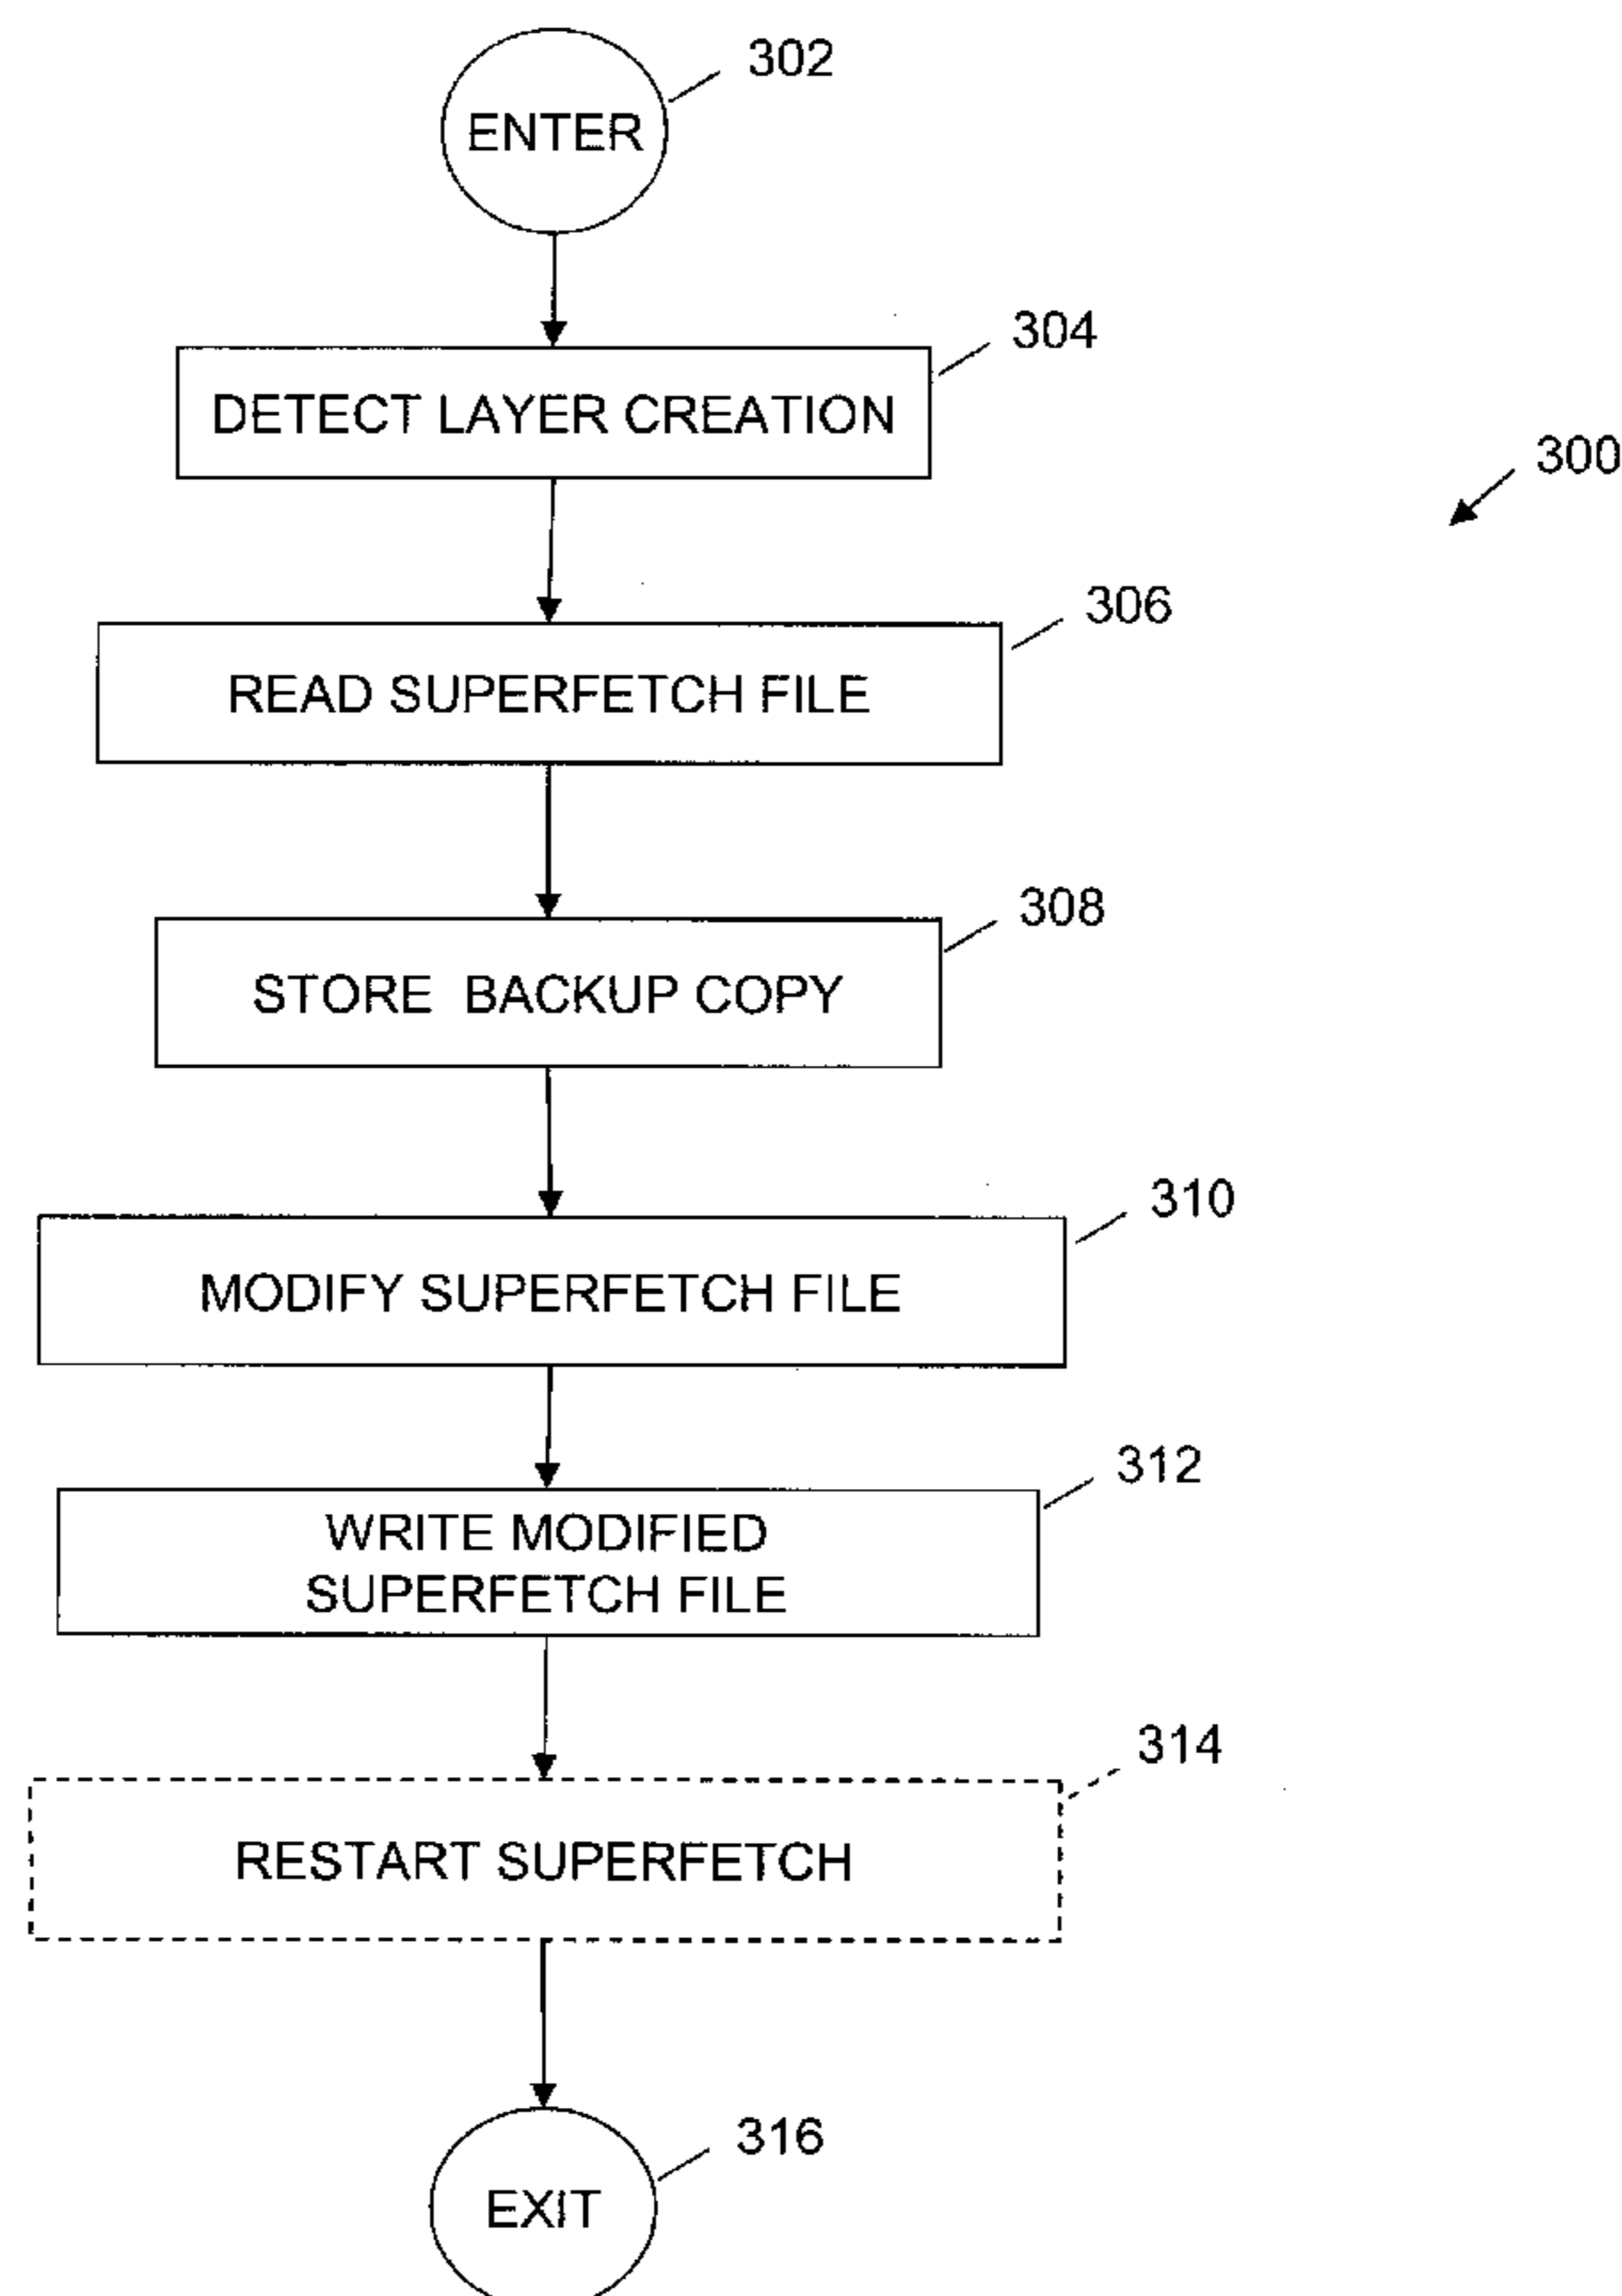 302
ENTER
304
DETECT LAYER CREATION
300
306
READ SUPERFETCH FILE
308
STORE BACKUP COPY
310
MODIFY SUPERFETCH FILE
312
WRITE MODIFIED
SUPERFETCH FILE
314
RESTART SUPERFETCH
316
EXIT